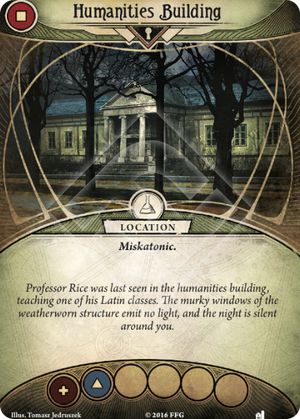 Humanities Building
LOCATION
Miskatonic.
Professor Rice was last seen in the humanities building,
teaching one of his Latin classes. The murky windows of the
weatherworn structure emit no light, and the night is silent
around you.
Illus. Tomasz Jedruszek
© 2016 FFG